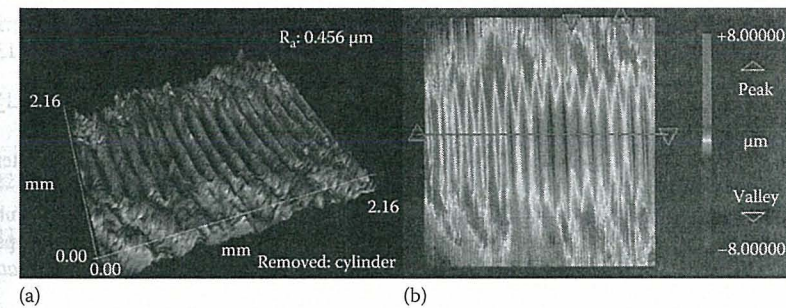 Rₐ: 0.456 μm
2.16
mm
0.00
0.00
mm
2.16
Removed: cylinder
+8.00000
Peak
μm
Valley
−8.00000
(a)
(b)